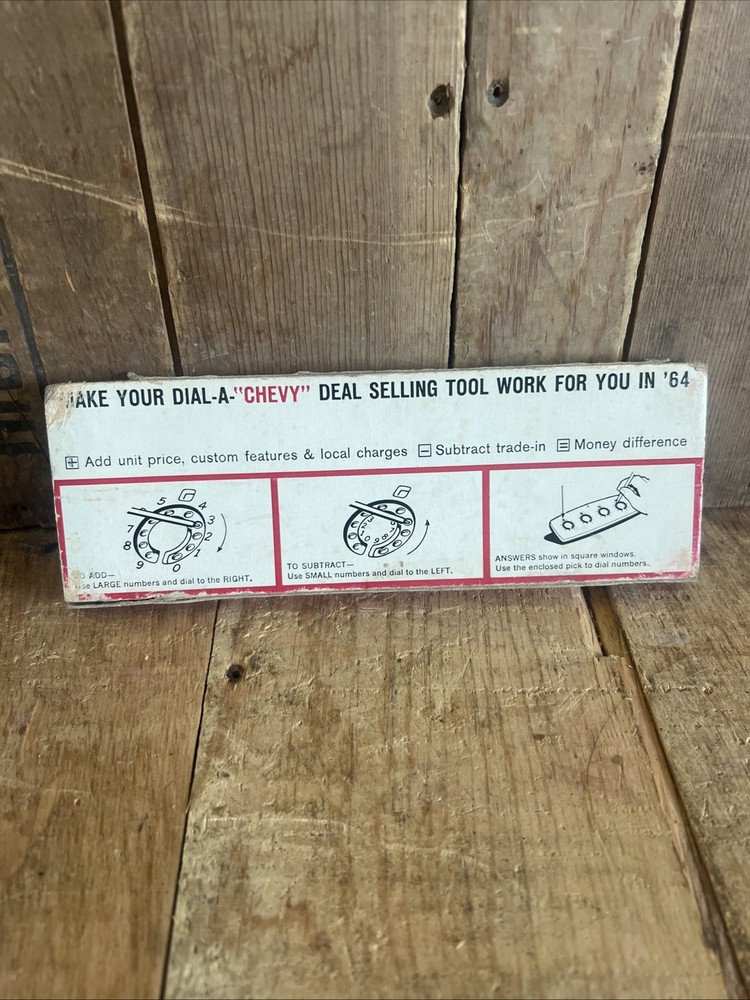 MAKE YOUR DIAL-A-"CHEVY" DEAL SELLING TOOL WORK FOR YOU IN '64
+ Add unit price, custom features & local charges - Subtract trade-in = Money difference
5 4 3 2 1 0 7 8 9
TO ADD—
Use LARGE numbers and dial to the RIGHT.
TO SUBTRACT—
Use SMALL numbers and dial to the LEFT.
ANSWERS show in square windows.
Use the enclosed pick to dial numbers.